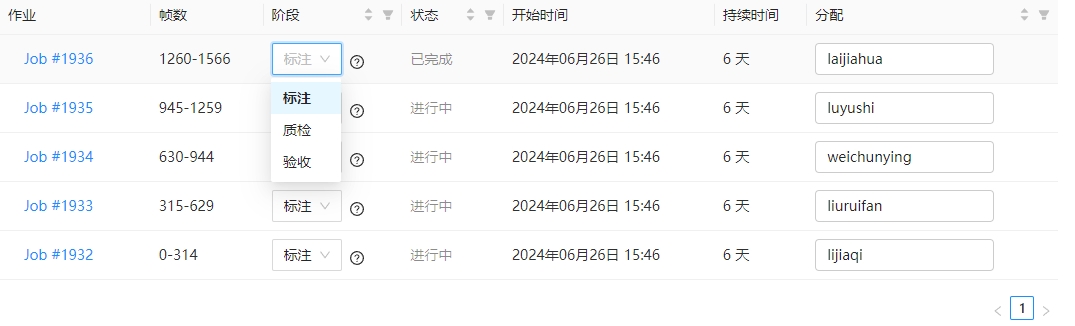 作业 帧数 阶段 状态 开始时间 持续时间 分配
Job #1936 1260-1566 标注 已完成 2024年06月26日 15:46 6 天 laijiahua
标注
Job #1935 945-1259 进行中 2024年06月26日 15:46 6 天 luyushi
质检
Job #1934 630-944 进行中 2024年06月26日 15:46 6 天 weichunying
验收
Job #1933 315-629 标注 进行中 2024年06月26日 15:46 6 天 liuruifan
Job #1932 0-314 标注 进行中 2024年06月26日 15:46 6 天 lijiaqi
1